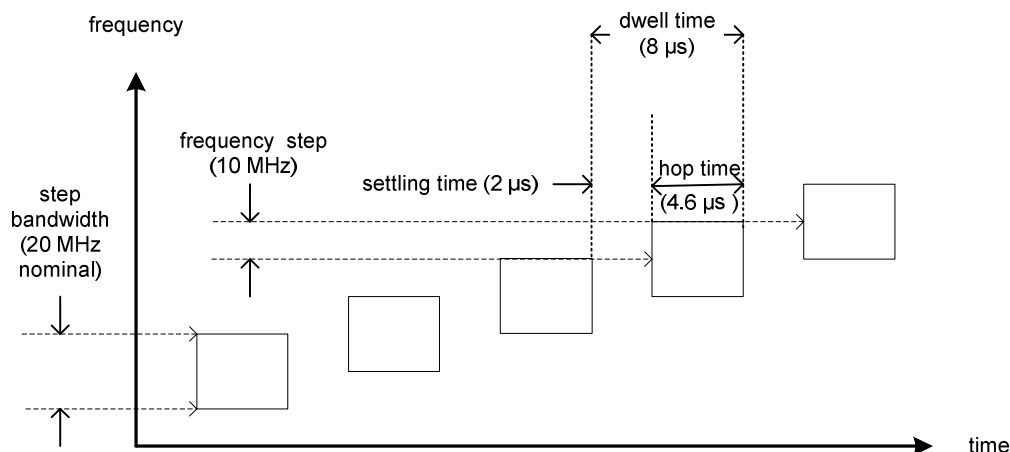 frequency
dwell time
(8 µs)
frequency step
(10 MHz)
settling time (2 µs)
hop time
(4.6 µs )
step
bandwidth
(20 MHz
nominal)
time